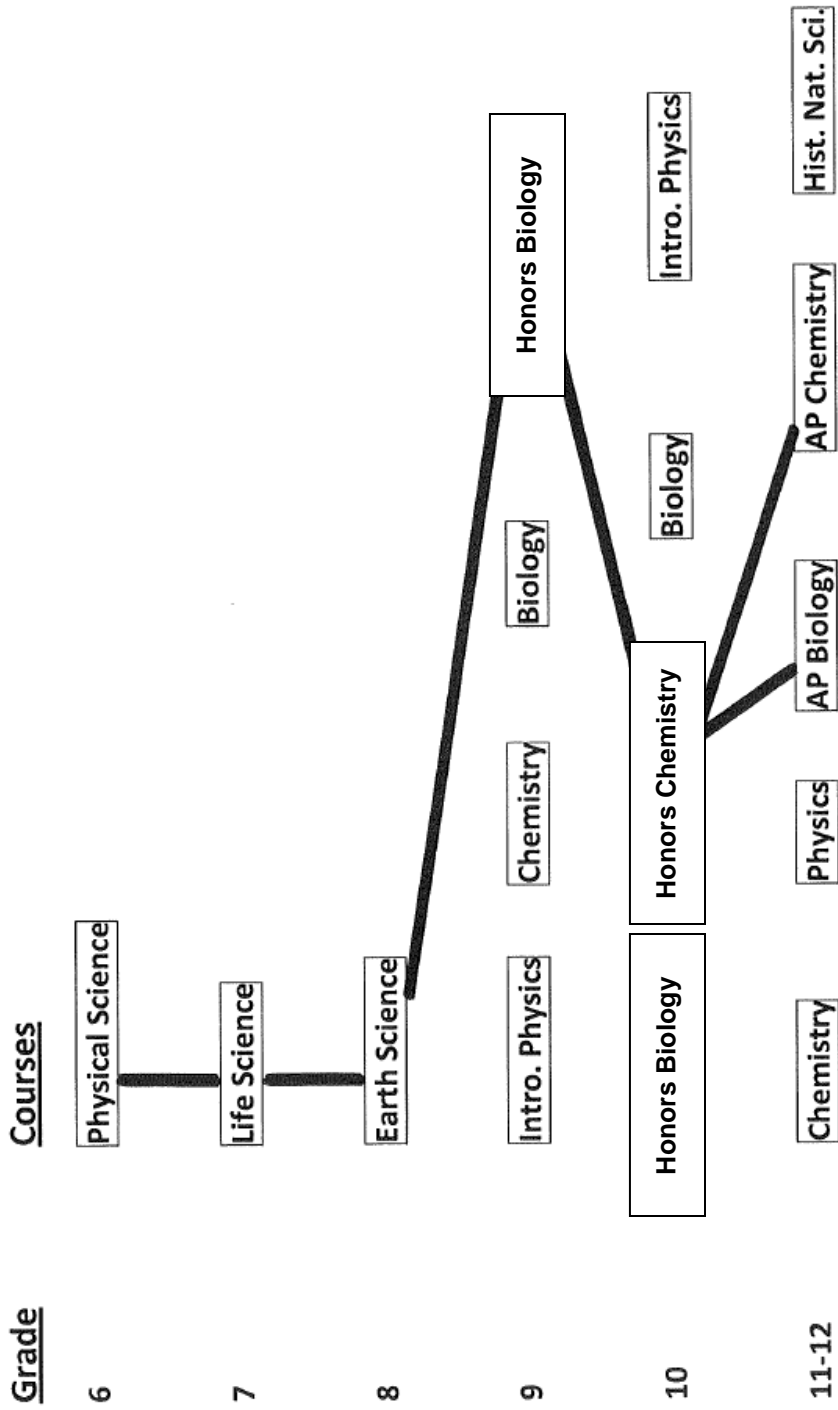 Grade Courses
6 Physical Science
7 Life Science
8 Earth Science
9 Intro. Physics Chemistry Biology Honors Biology
10 Honors Biology Honors Chemistry Biology Intro. Physics
11-12 Chemistry Physics AP Biology AP Chemistry Hist. Nat. Sci.